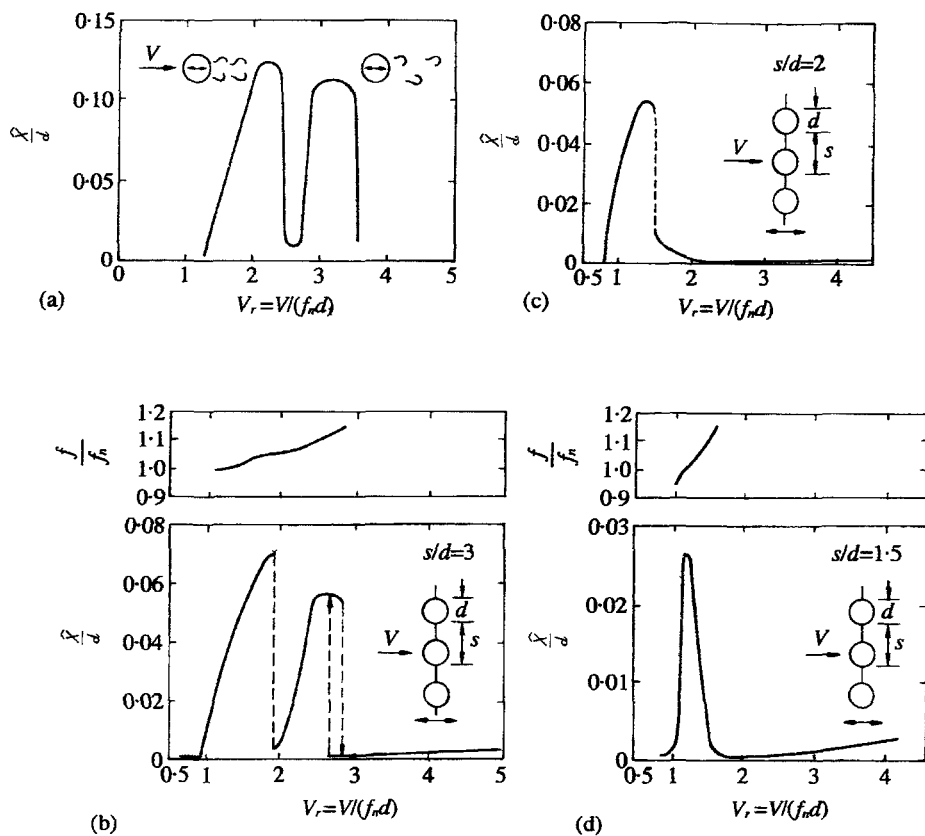 0·15
0·10
0·05
0
x̂/d
V
0 1 2 3 4 5
(a)
V_r=V/(f_nd)
0·08
0·06
0·04
0·02
0
x̂/d
s/d=2
d
s
V
0·5 1 2 3 4
(c)
V_r=V/(f_nd)
1·2
1·1
1·0
0·9
f/f_n
0·08
0·06
0·04
0·02
0
x̂/d
s/d=3
d
s
V
0·5 1 2 3 4 5
V_r=V/(f_nd)
(b)
1·2
1·1
1·0
0·9
f/f_n
0·03
0·02
0·01
0
x̂/d
s/d=1·5
d
s
V
0·5 1 2 3 4
V_r=V/(f_nd)
(d)